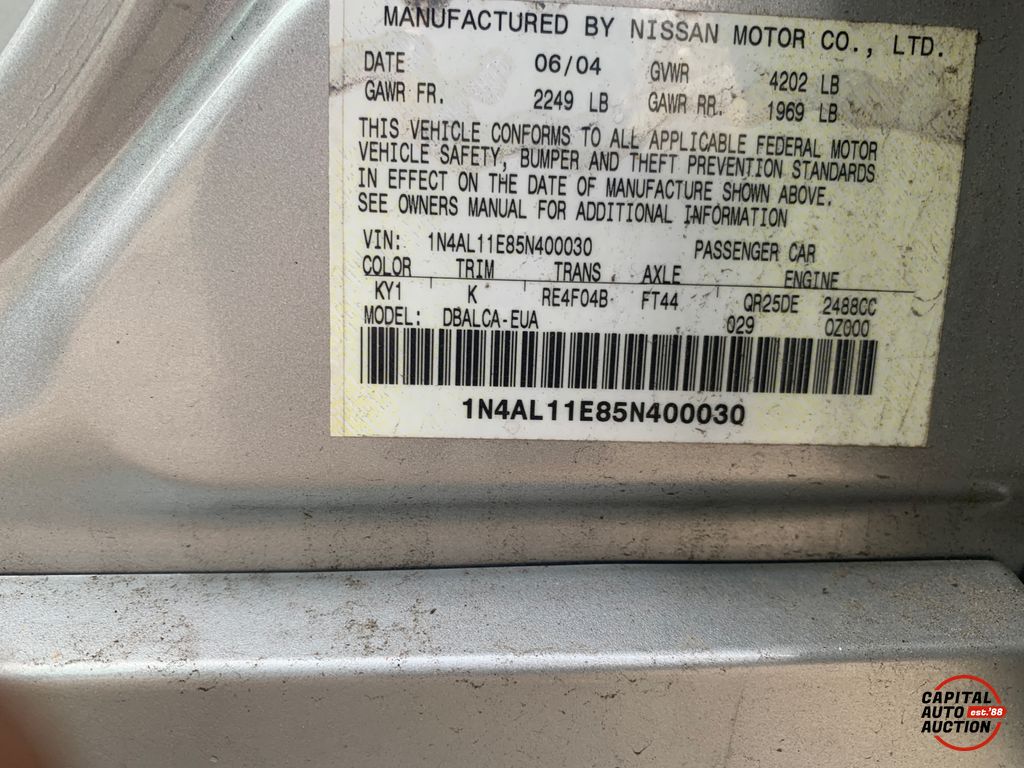 MANUFACTURED BY NISSAN MOTOR CO., LTD.
DATE 06/04 GVWR 4202 LB
GAWR FR. 2249 LB GAWR RR. 1969 LB
THIS VEHICLE CONFORMS TO ALL APPLICABLE FEDERAL MOTOR
VEHICLE SAFETY, BUMPER AND THEFT PREVENTION STANDARDS
IN EFFECT ON THE DATE OF MANUFACTURE SHOWN ABOVE.
SEE OWNERS MANUAL FOR ADDITIONAL INFORMATION
VIN: 1N4AL11E85N400030 PASSENGER CAR
COLOR TRIM TRANS AXLE ENGINE
KY1 K RE4F04B FT44 QR25DE 2488CC
MODEL: DBALCA-EUA 029 0Z000
1N4AL11E85N400030
CAPITAL
AUTO est.'88
AUCTION